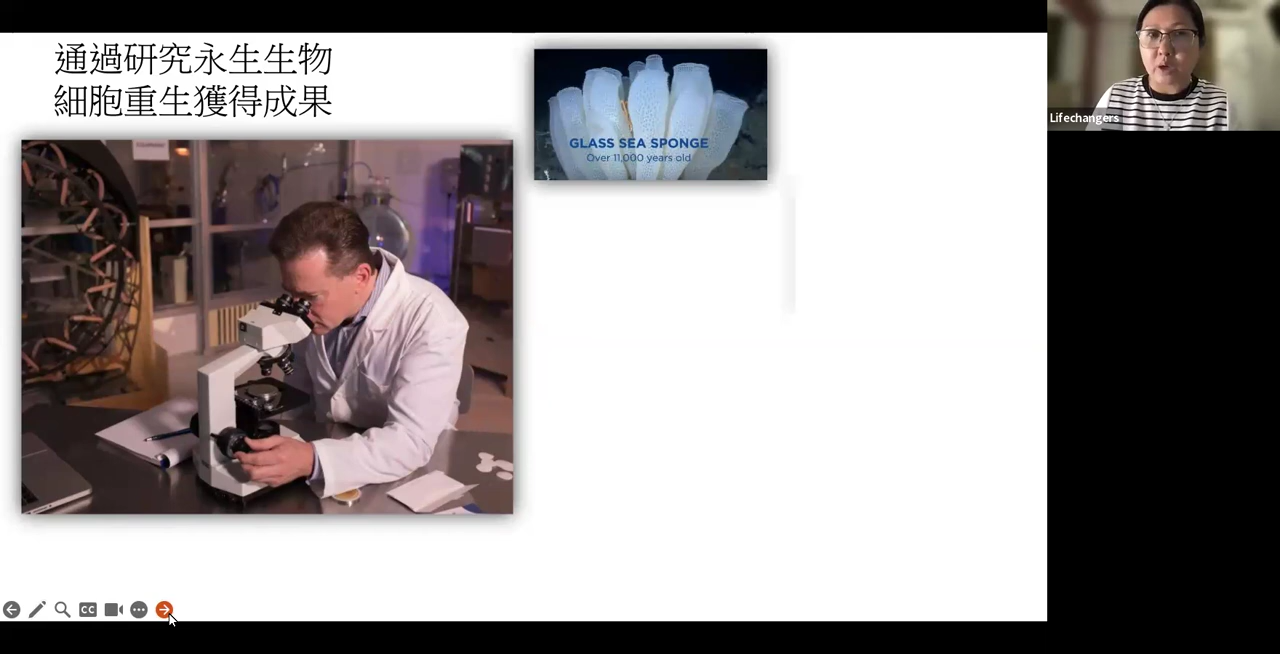 通過研究永生生物
細胞重生獲得成果
GLASS SEA SPONGE
Over 11,000 years old
Lifechangers
CC